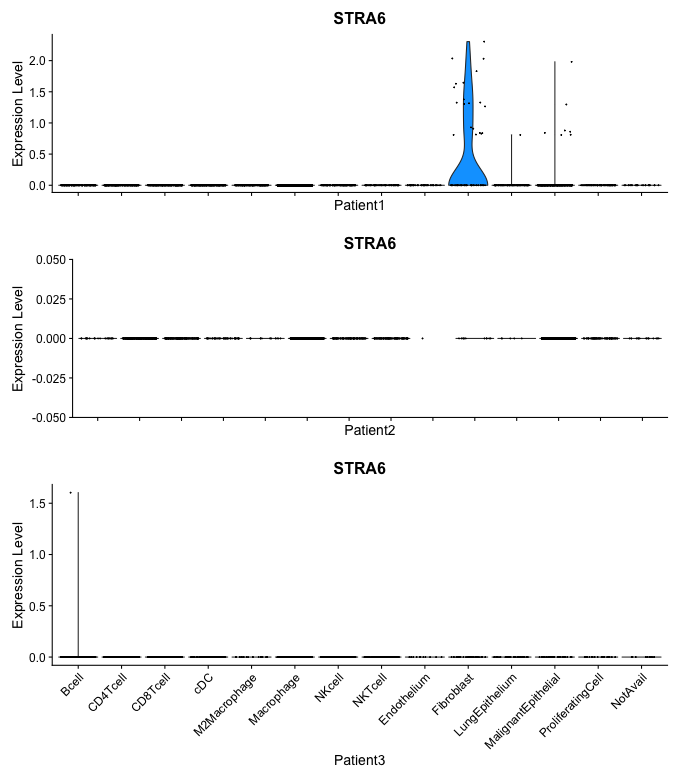 STRA6
Expression Level
2.0
1.5
1.0
0.5
0.0
Patient1
STRA6
Expression Level
0.050
0.025
0.000
-0.025
-0.050
Patient2
STRA6
Expression Level
1.5
1.0
0.5
0.0
Bcell
CD4Tcell
CD8Tcell
cDC
M2Macrophage
Macrophage
NKcell
NKTcell
Endothelium
Fibroblast
LungEpithelium
MalignantEpithelial
ProliferatingCell
NotAvail
Patient3